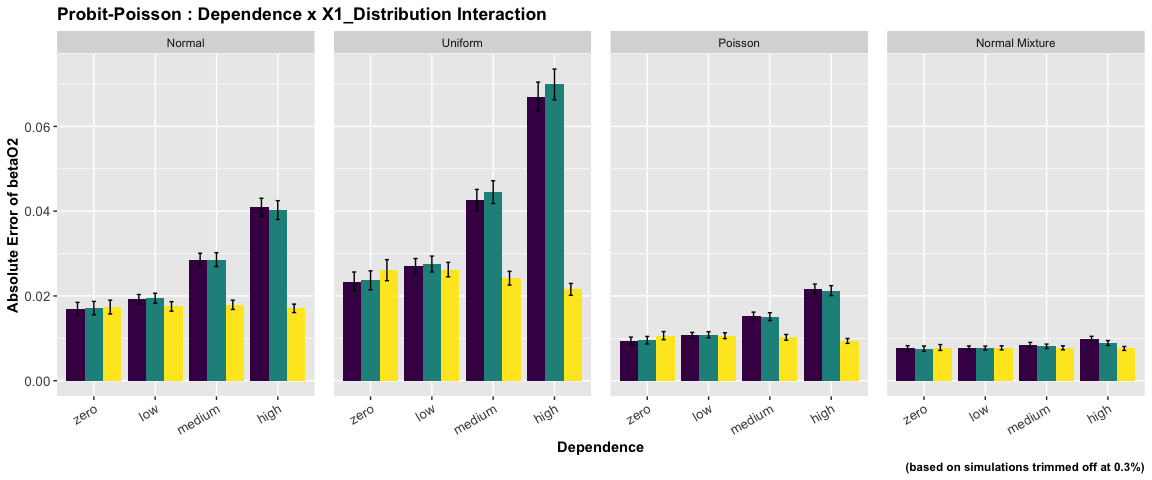 Probit-Poisson : Dependence x X1_Distribution Interaction
Normal
Uniform
Poisson
Normal Mixture
Absolute Error of betaO2
0.06
0.04
0.02
0.00
zero
low
medium
high
zero
low
medium
high
zero
low
medium
high
zero
low
medium
high
Dependence
(based on simulations trimmed off at 0.3%)